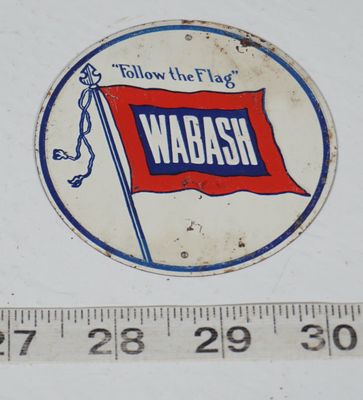 "Follow the Flag"
WABASH
27 28 29 30